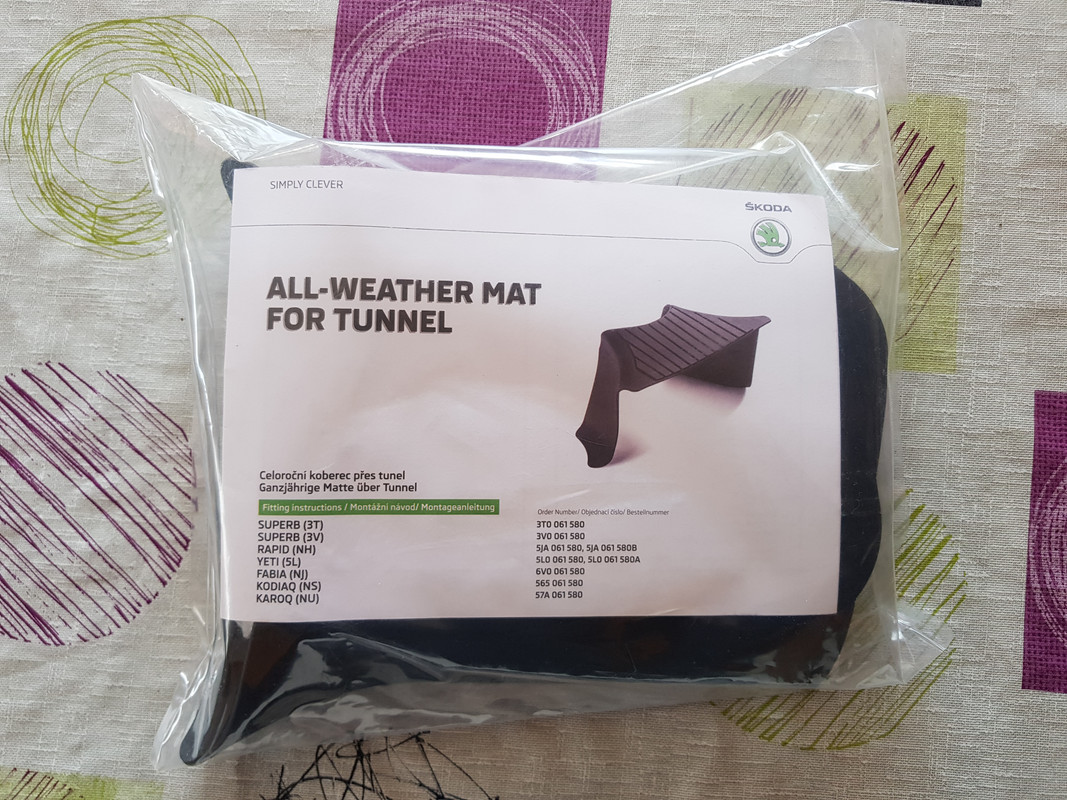 SIMPLY CLEVER
ŠKODA
ALL-WEATHER MAT
FOR TUNNEL
Celoroční koberec přes tunel
Ganzjährige Matte über Tunnel
Fitting instructions / Montážní návod/ Montageanleitung
Order Number/ Objednací číslo/ Bestellnummer
SUPERB (3T) 3T0 061 580
SUPERB (3V) 3V0 061 580
RAPID (NH) 5JA 061 580, 5JA 061 580B
YETI (5L) 5L0 061 580, 5L0 061 580A
FABIA (NJ) 6V0 061 580
KODIAQ (NS) 565 061 580
KAROQ (NU) 57A 061 580